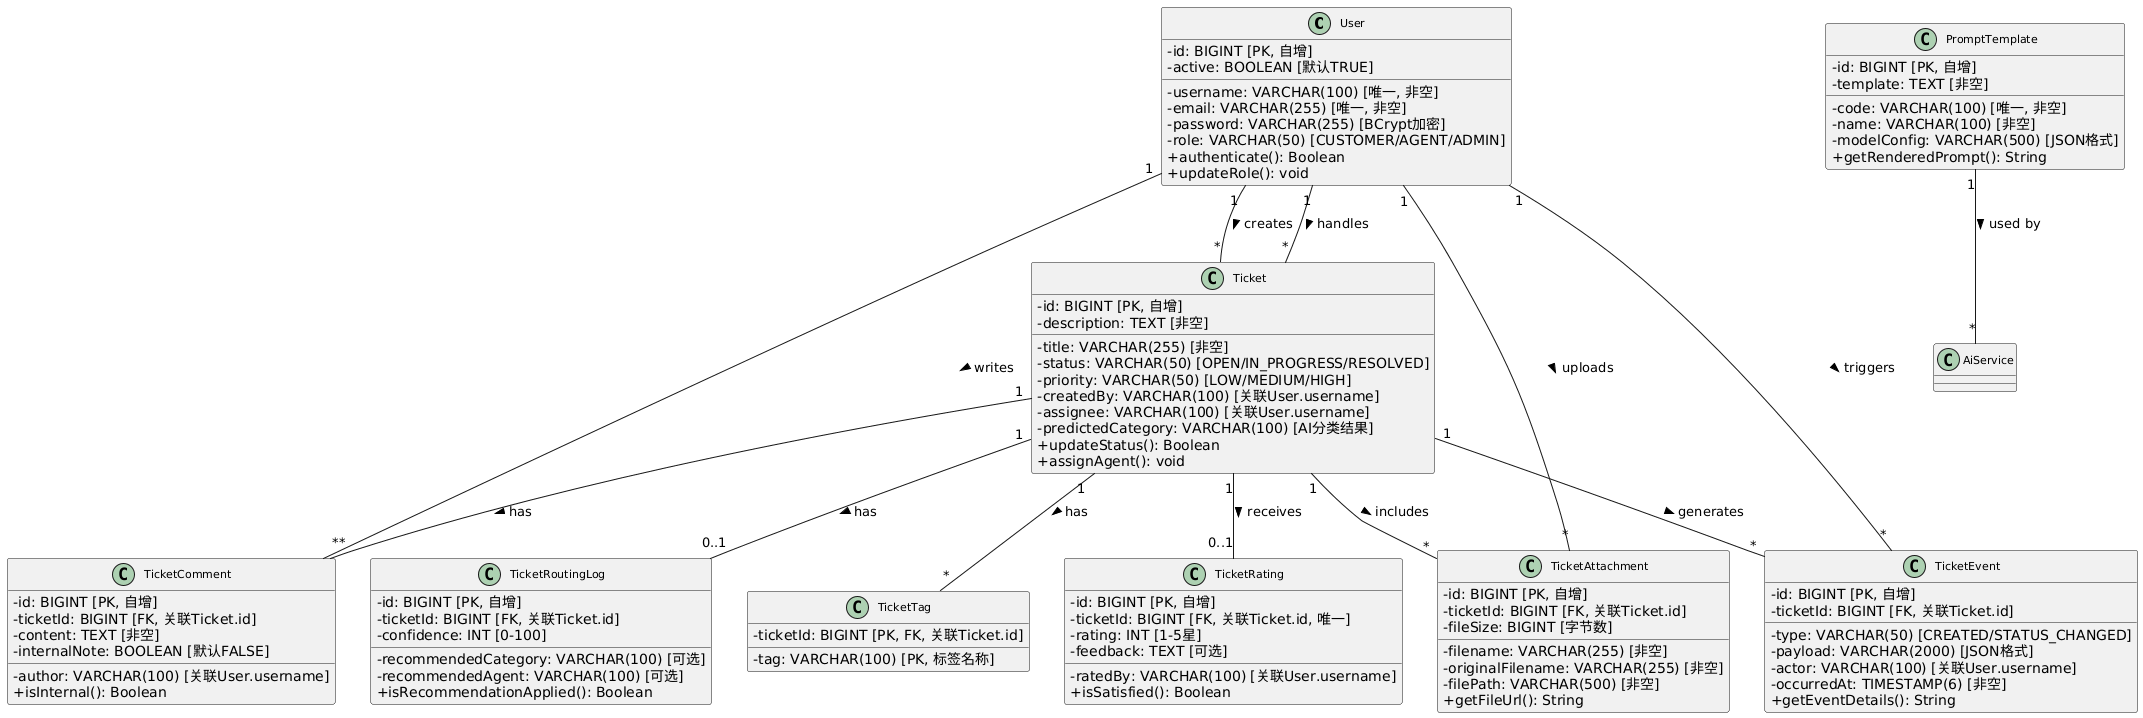 User
-id: BIGINT [PK, 自增]
-active: BOOLEAN [默认TRUE]
-username: VARCHAR(100) [唯一, 非空]
-email: VARCHAR(255) [唯一, 非空]
-password: VARCHAR(255) [BCrypt加密]
-role: VARCHAR(50) [CUSTOMER/AGENT/ADMIN]
+authenticate(): Boolean
+updateRole(): void
PromptTemplate
-id: BIGINT [PK, 自增]
-template: TEXT [非空]
-code: VARCHAR(100) [唯一, 非空]
-name: VARCHAR(100) [非空]
-modelConfig: VARCHAR(500) [JSON格式]
+getRenderedPrompt(): String
1
1
1
1
1
1
creates
handles
used by
*
*
Ticket
-id: BIGINT [PK, 自增]
-description: TEXT [非空]
-title: VARCHAR(255) [非空]
-status: VARCHAR(50) [OPEN/IN_PROGRESS/RESOLVED]
-priority: VARCHAR(50) [LOW/MEDIUM/HIGH]
-createdBy: VARCHAR(100) [关联User.username]
-assignee: VARCHAR(100) [关联User.username]
-predictedCategory: VARCHAR(100) [AI分类结果]
+updateStatus(): Boolean
+assignAgent(): void
*
AiService
writes
uploads
triggers
1
1
1
1
1
1
has
has
has
receives
includes
generates
**
0..1
*
0..1
*
*
*
*
TicketComment
-id: BIGINT [PK, 自增]
-ticketId: BIGINT [FK, 关联Ticket.id]
-content: TEXT [非空]
-internalNote: BOOLEAN [默认FALSE]
-author: VARCHAR(100) [关联User.username]
+isInternal(): Boolean
TicketRoutingLog
-id: BIGINT [PK, 自增]
-ticketId: BIGINT [FK, 关联Ticket.id]
-confidence: INT [0-100]
-recommendedCategory: VARCHAR(100) [可选]
-recommendedAgent: VARCHAR(100) [可选]
+isRecommendationApplied(): Boolean
TicketTag
-ticketId: BIGINT [PK, FK, 关联Ticket.id]
-tag: VARCHAR(100) [PK, 标签名称]
TicketRating
-id: BIGINT [PK, 自增]
-ticketId: BIGINT [FK, 关联Ticket.id, 唯一]
-rating: INT [1-5星]
-feedback: TEXT [可选]
-ratedBy: VARCHAR(100) [关联User.username]
+isSatisfied(): Boolean
TicketAttachment
-id: BIGINT [PK, 自增]
-ticketId: BIGINT [FK, 关联Ticket.id]
-fileSize: BIGINT [字节数]
-filename: VARCHAR(255) [非空]
-originalFilename: VARCHAR(255) [非空]
-filePath: VARCHAR(500) [非空]
+getFileUrl(): String
TicketEvent
-id: BIGINT [PK, 自增]
-ticketId: BIGINT [FK, 关联Ticket.id]
-type: VARCHAR(50) [CREATED/STATUS_CHANGED]
-payload: VARCHAR(2000) [JSON格式]
-actor: VARCHAR(100) [关联User.username]
-occurredAt: TIMESTAMP(6) [非空]
+getEventDetails(): String